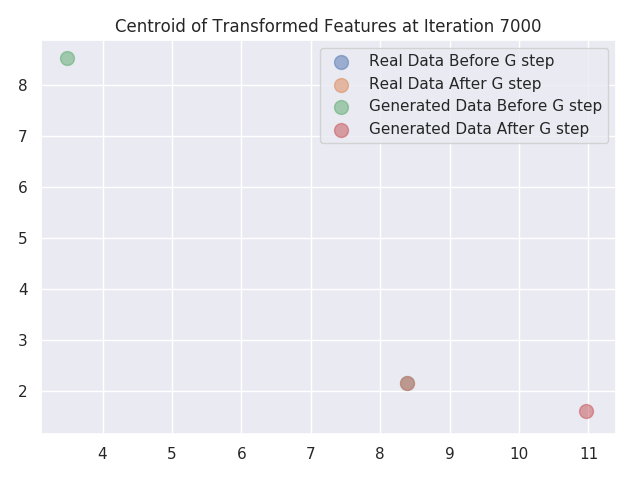 Centroid of Transformed Features at Iteration 7000
Real Data Before G step
Real Data After G step
Generated Data Before G step
Generated Data After G step
8
7
6
5
4
3
2
4 5 6 7 8 9 10 11